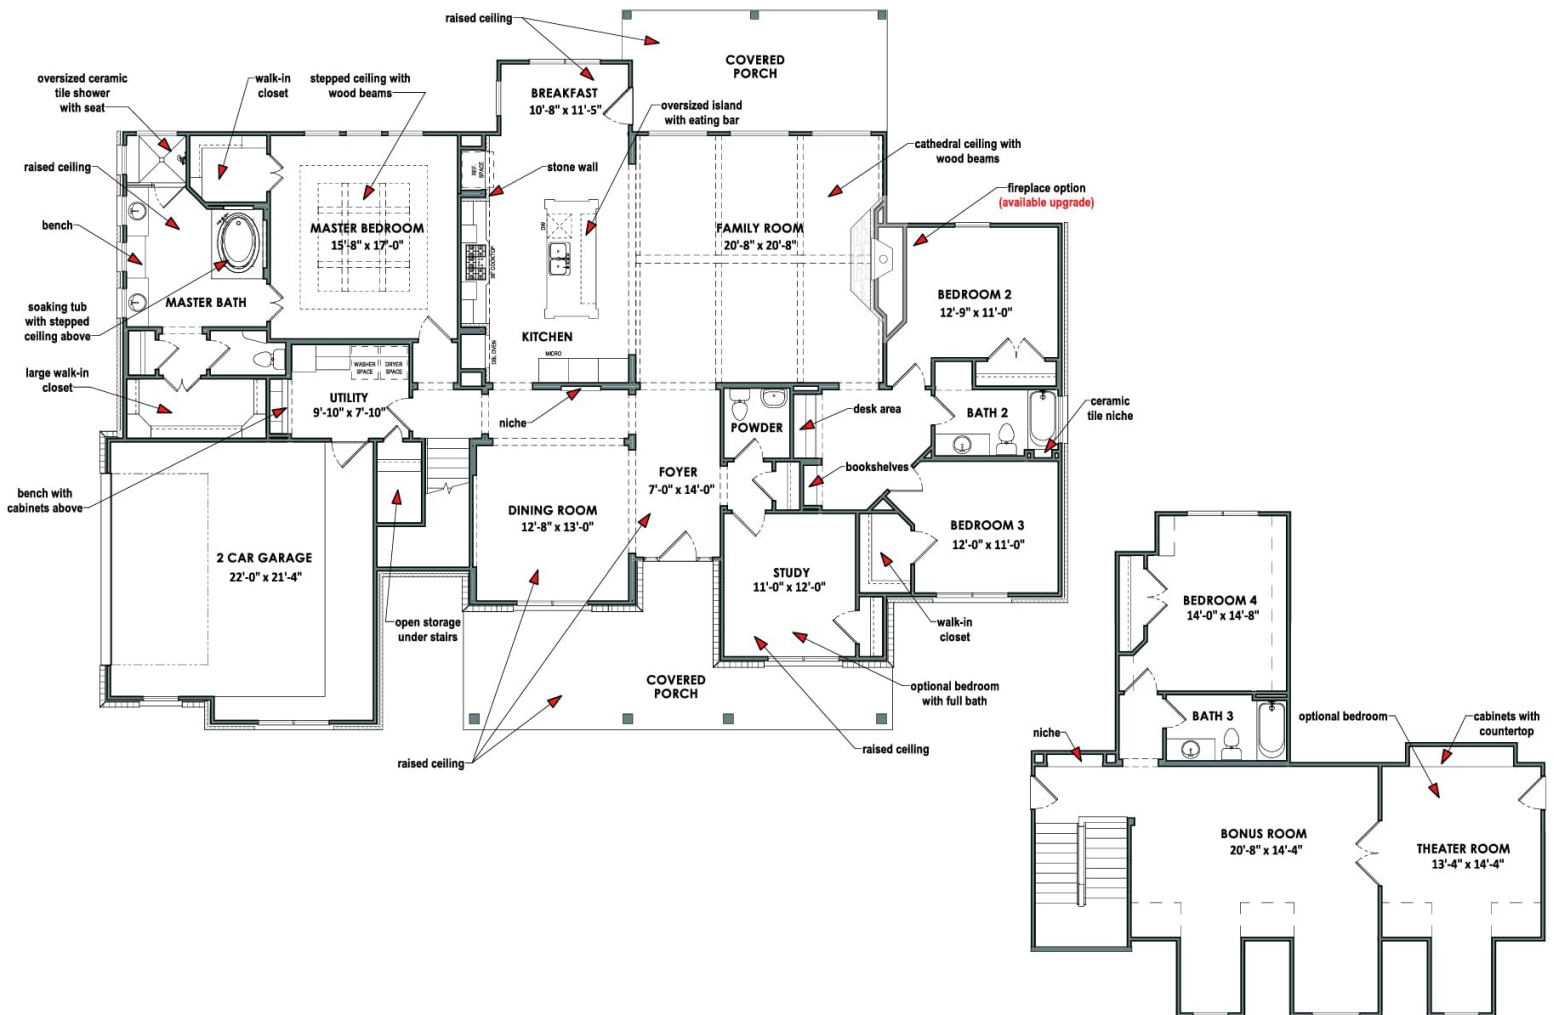 raised ceiling
COVERED
PORCH
oversized ceramic
tile shower
with seat
walk-in
closet
stepped ceiling with
wood beams
BREAKFAST
10'-8" x 11'-5"
oversized island
with eating bar
cathedral ceiling with
wood beams
raised ceiling
REF.
SPACE
stone wall
fireplace option
(available upgrade)
bench
MASTER BEDROOM
15'-8" x 17'-0"
DW
36" COOKTOP
FAMILY ROOM
20'-8" x 20'-8"
MASTER BATH
BEDROOM 2
12'-9" x 11'-0"
soaking tub
with stepped
ceiling above
KITCHEN
DBL OVEN
MICRO
large walk-in
closet
WASHER
SPACE
DRYER
SPACE
UTILITY
9'-10" x 7'-10"
niche
POWDER
desk area
BATH 2
ceramic
tile niche
bench with
cabinets above
bookshelves
FOYER
7'-0" x 14'-0"
DINING ROOM
12'-8" x 13'-0"
BEDROOM 3
12'-0" x 11'-0"
2 CAR GARAGE
22'-0" x 21'-4"
STUDY
11'-0" x 12'-0"
open storage
under stairs
walk-in
closet
COVERED
PORCH
optional bedroom
with full bath
raised ceiling
raised ceiling
BEDROOM 4
14'-0" x 14'-8"
BATH 3
niche
optional bedroom
cabinets with
countertop
BONUS ROOM
20'-8" x 14'-4"
THEATER ROOM
13'-4" x 14'-4"